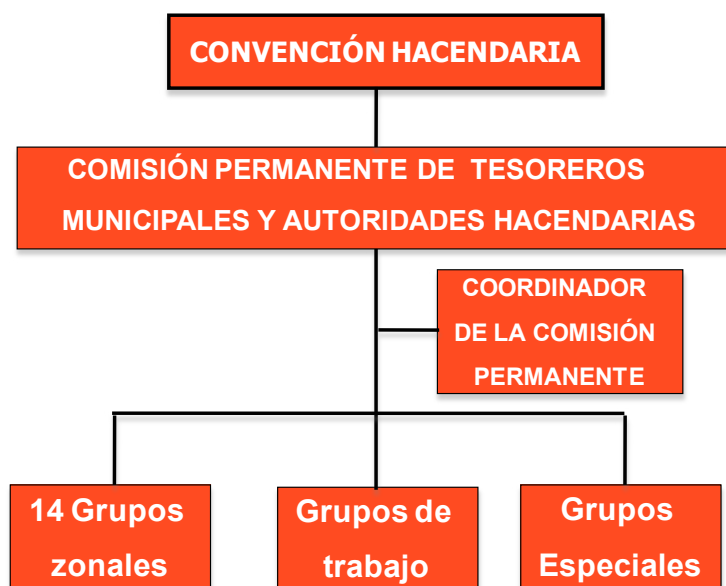 CONVENCIÓN HACENDARIA
COMISIÓN PERMANENTE DE TESOREROS
MUNICIPALES Y AUTORIDADES HACENDARIAS
COORDINADOR
DE LA COMISIÓN
PERMANENTE
14 Grupos
zonales
Grupos de
trabajo
Grupos
Especiales